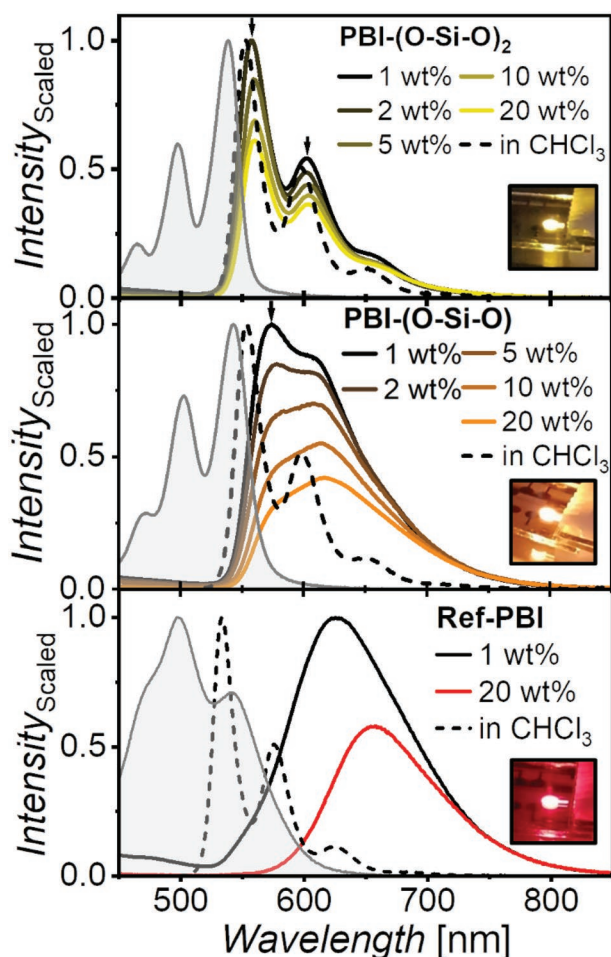 PBI-(O-Si-O)₂
1 wt%
10 wt%
2 wt%
20 wt%
5 wt%
in CHCl₃
Intensity_Scaled
1.0
0.5
0.0
PBI-(O-Si-O)
1 wt%
5 wt%
2 wt%
10 wt%
20 wt%
in CHCl₃
Intensity_Scaled
1.0
0.5
0.0
Ref-PBI
1 wt%
20 wt%
in CHCl₃
Intensity_Scaled
1.0
0.5
0.0
500 600 700 800
Wavelength [nm]